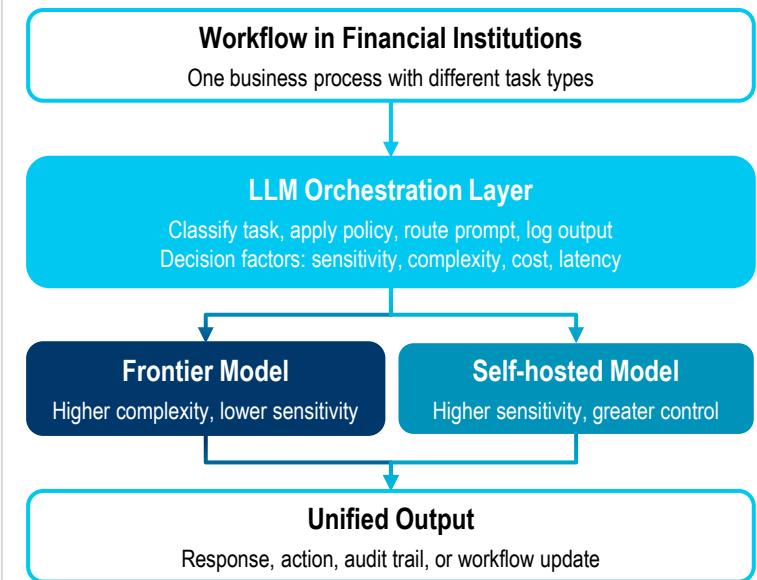 Workflow in Financial Institutions
One business process with different task types
LLM Orchestration Layer
Classify task, apply policy, route prompt, log output
Decision factors: sensitivity, complexity, cost, latency
Frontier Model
Higher complexity, lower sensitivity
Self-hosted Model
Higher sensitivity, greater control
Unified Output
Response, action, audit trail, or workflow update